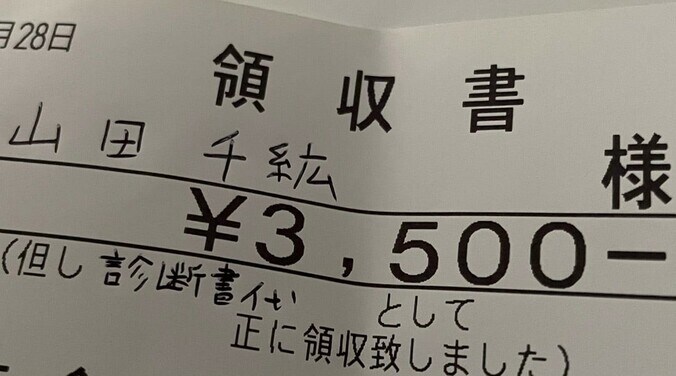 月28日
領収書
山田 千紘 様
¥3,500-
(但し診断書代 として
正に領収致しました)